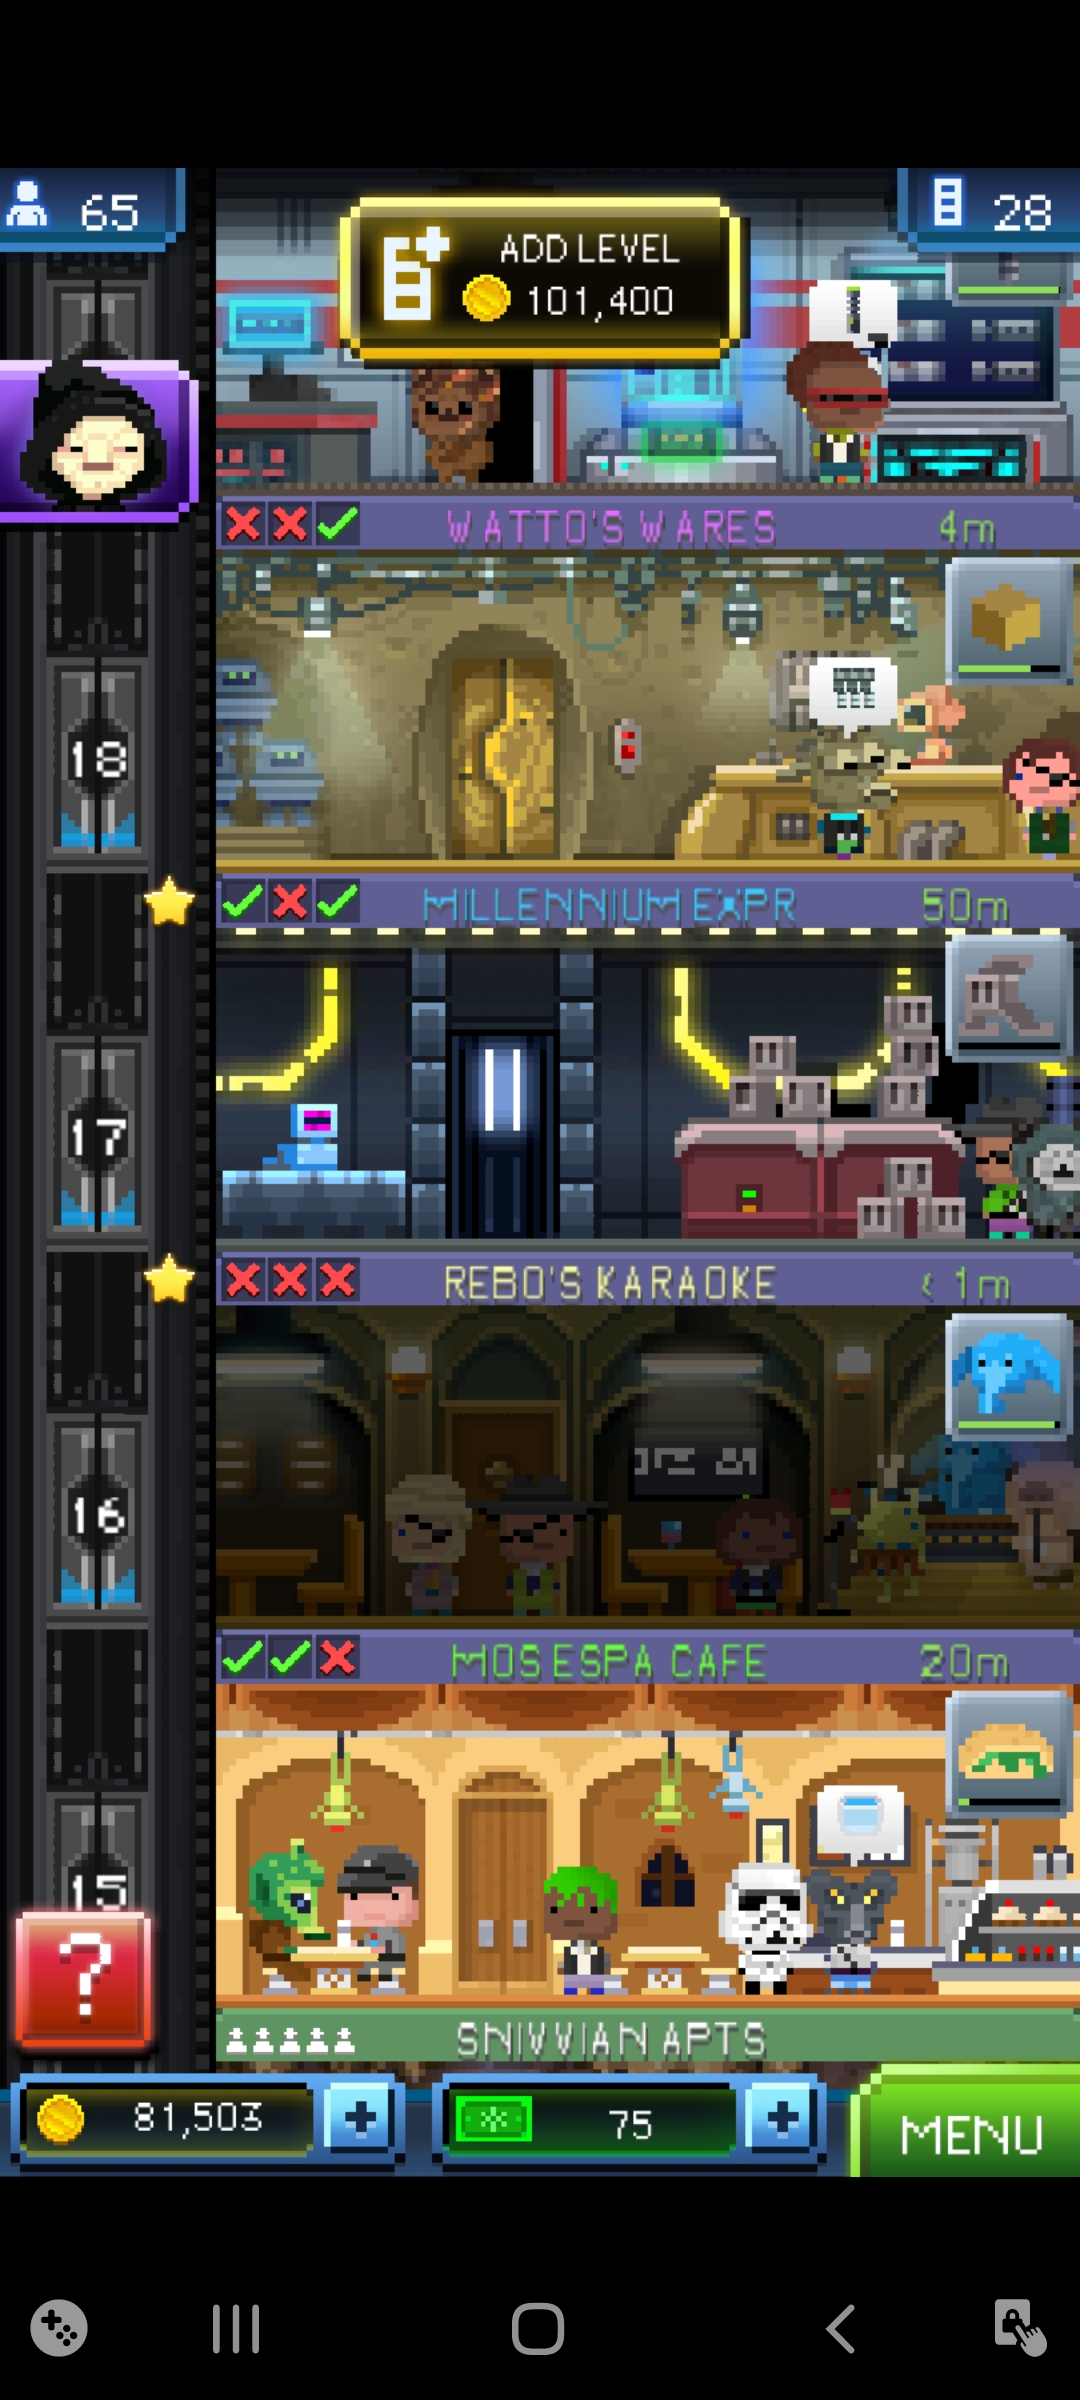 65
ADD LEVEL
101,400
28
WATTO'S WARES
4m
18
MILLENNIUM EXPR
50m
17
REBO'S KARAOKE
< 1m
16
MOS ESPA CAFE
20m
15
?
SNIVVIAN APTS
81,503
+
75
+
MENU